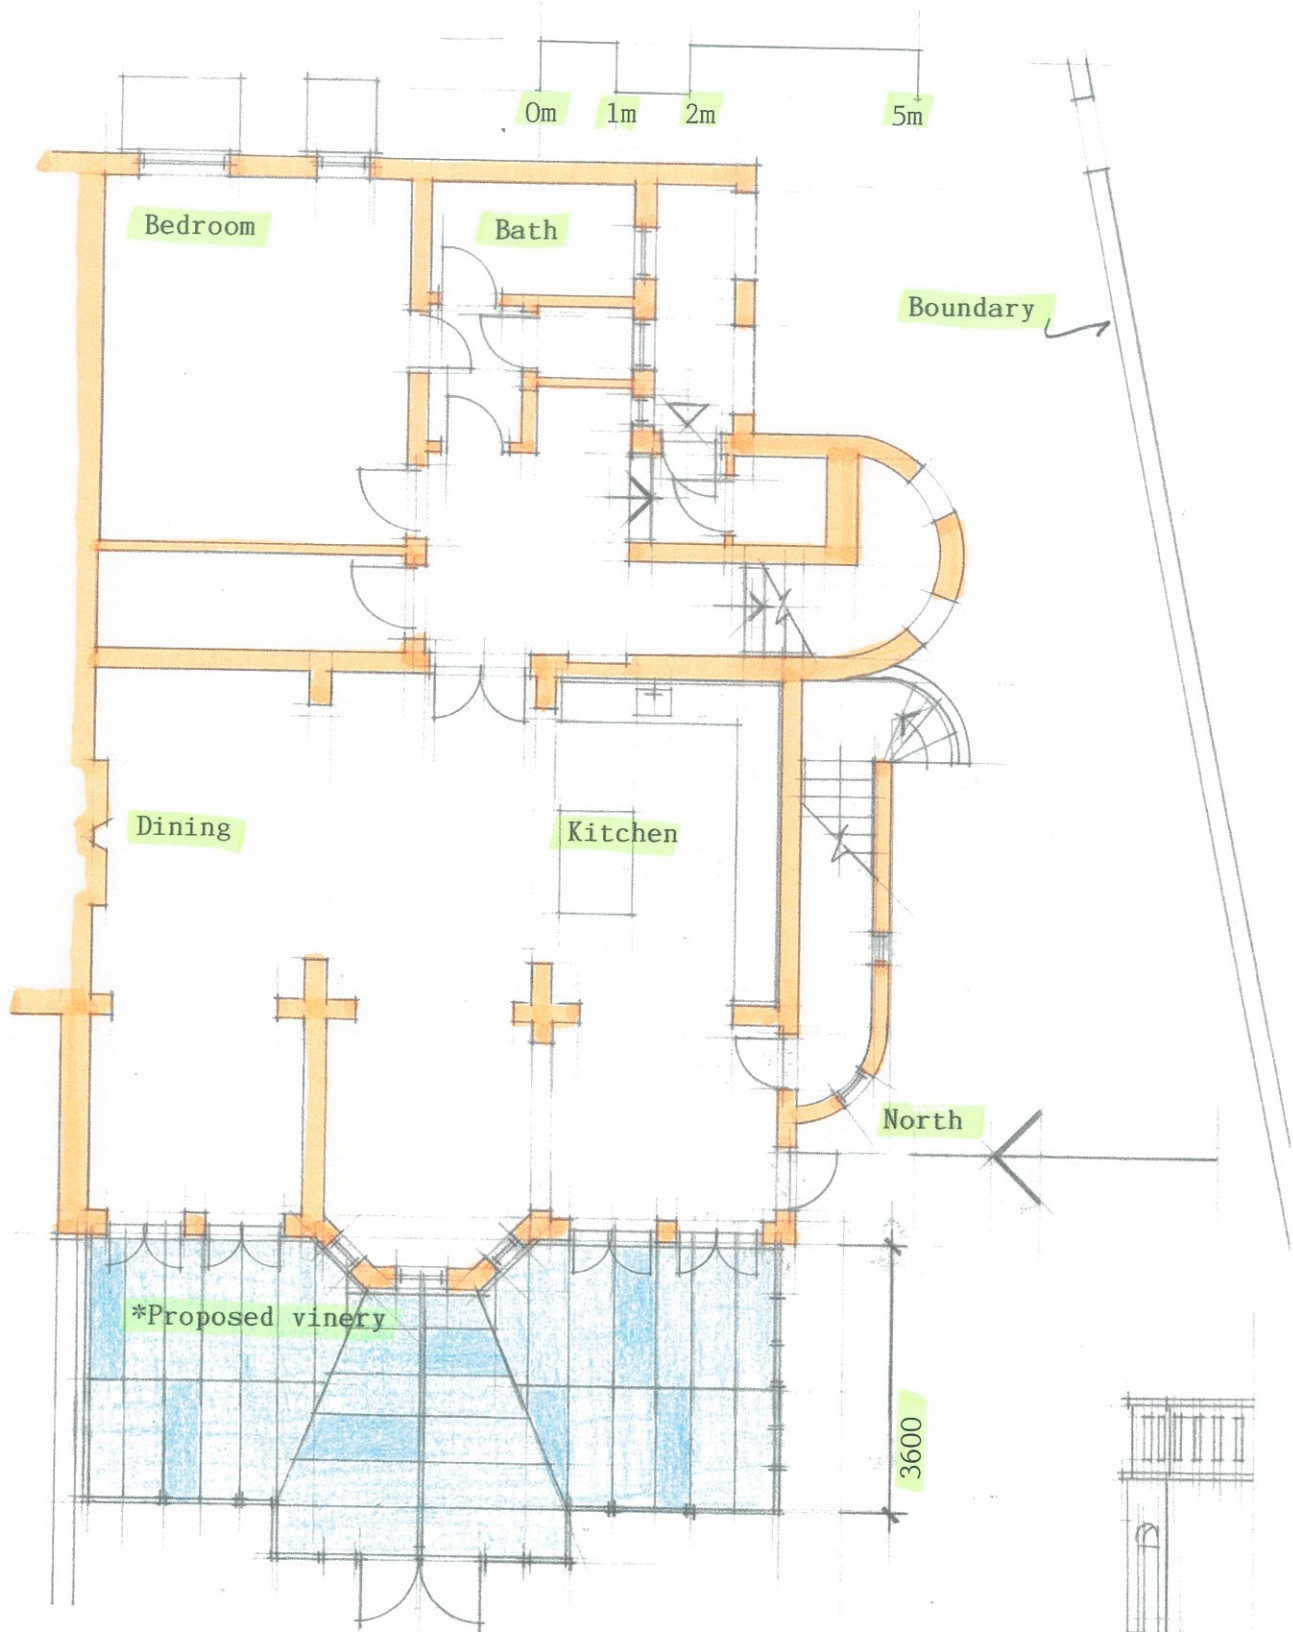 0m 1m 2m 5m
Bedroom
Bath
Boundary
Dining
Kitchen
North
*Proposed vinery
3600